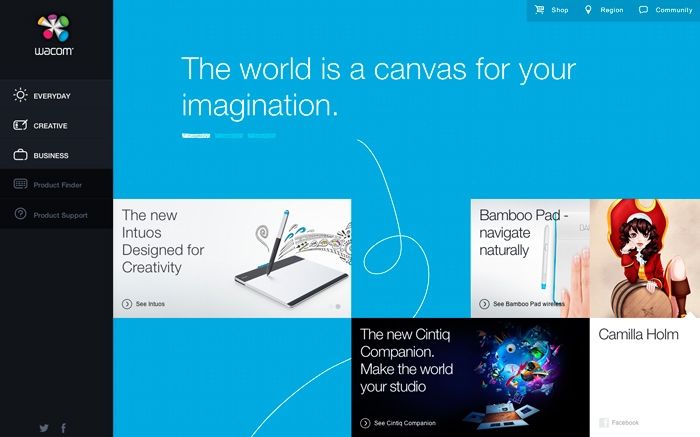 wacom
EVERYDAY
CREATIVE
BUSINESS
Product Finder
Product Support
Shop
Region
Community
The world is a canvas for your
imagination.
The new
Intuos
Designed for
Creativity
See Intuos
Bamboo Pad -
navigate
naturally
See Bamboo Pad wireless
The new Cintiq
Companion.
Make the world
your studio
See Cintiq Companion
Camilla Holm
Facebook